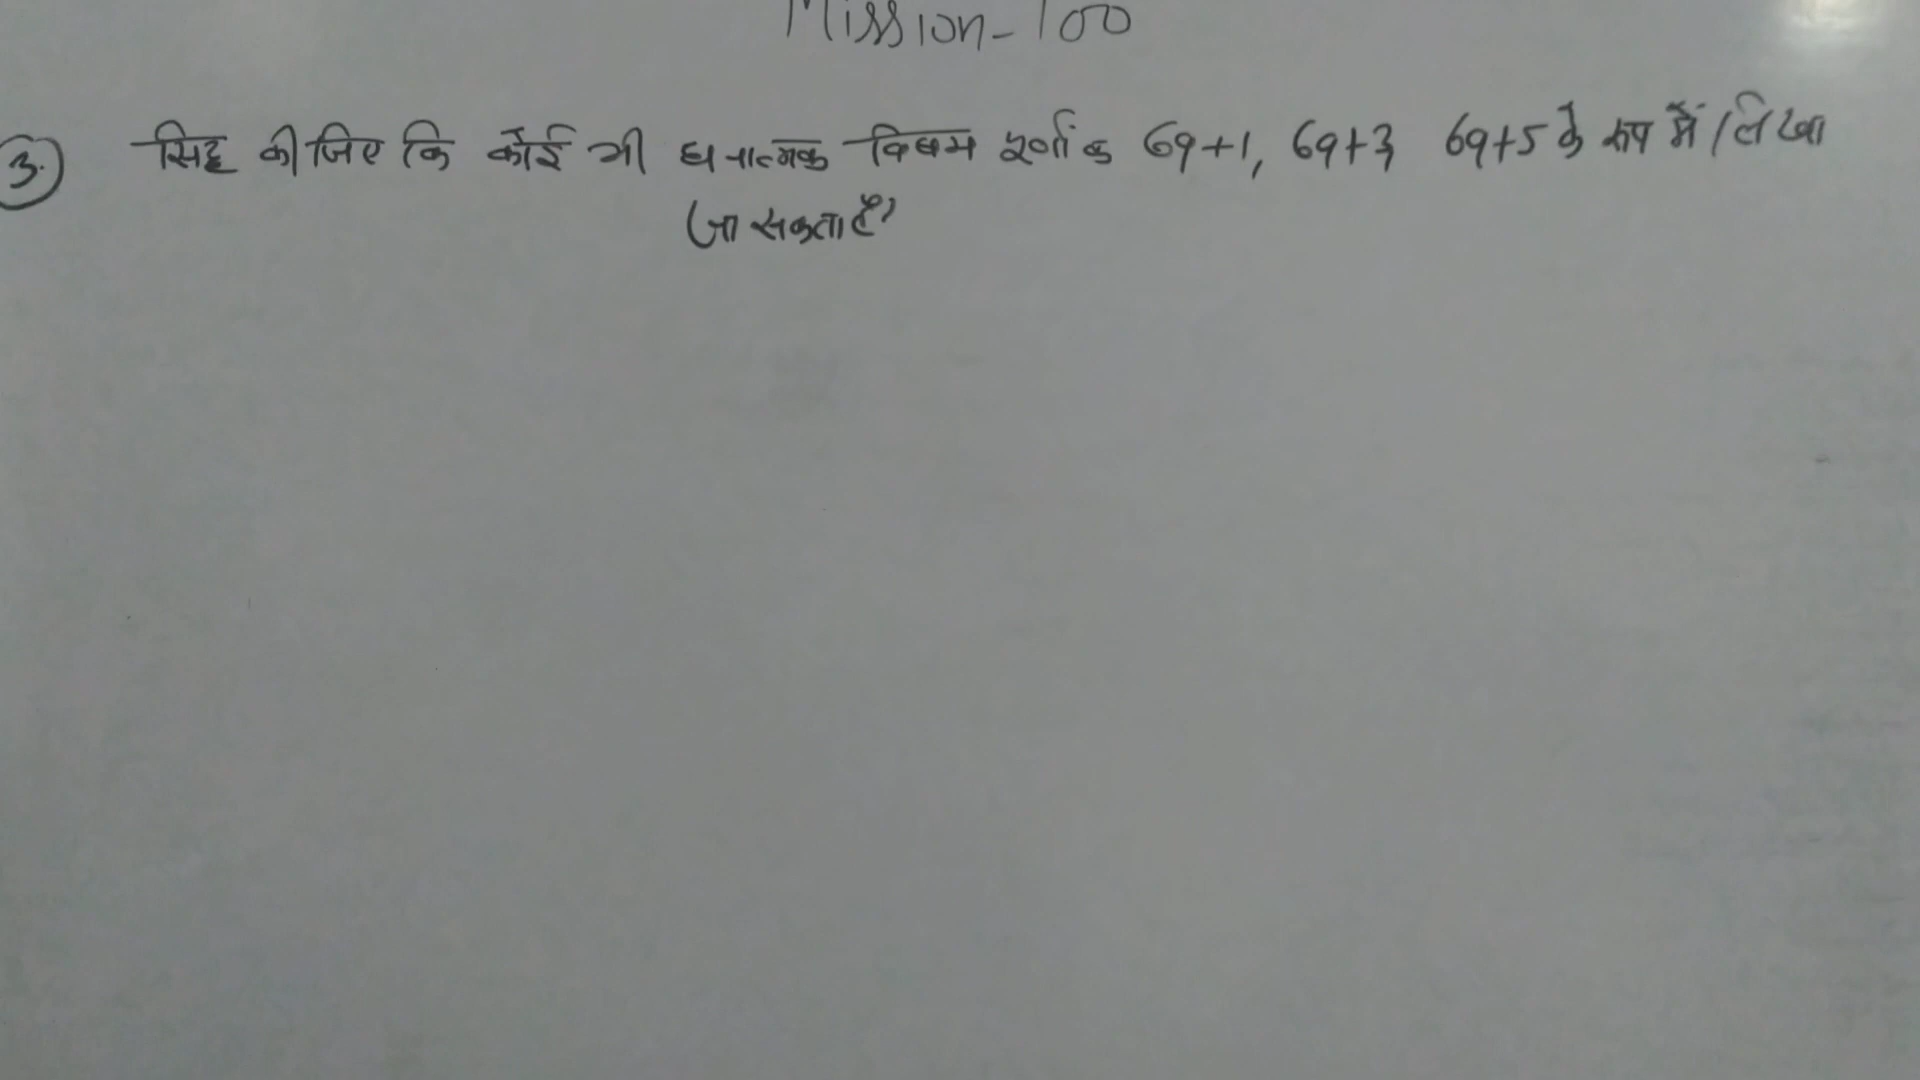 Mission-100
3. सिद्ध कीजिए कि कोई भी धनात्मक विषम पूर्णांक 6q+1, 6q+3 6q+5 के रूप में लिखा
जा सकता है?